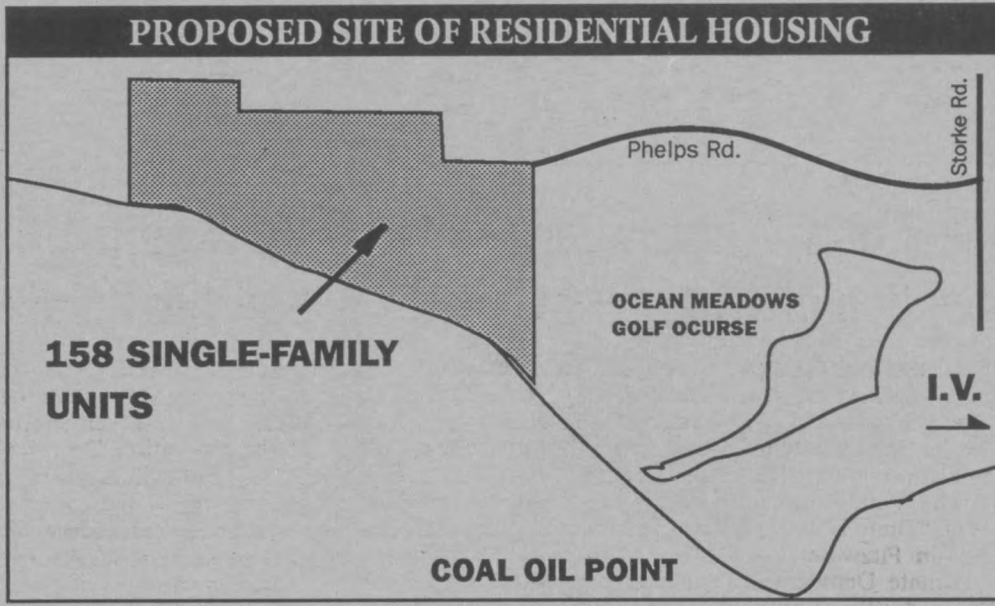 PROPOSED SITE OF RESIDENTIAL HOUSING
Storke Rd.
Phelps Rd.
OCEAN MEADOWS
GOLF OCURSE
158 SINGLE-FAMILY
UNITS
I.V.
COAL OIL POINT